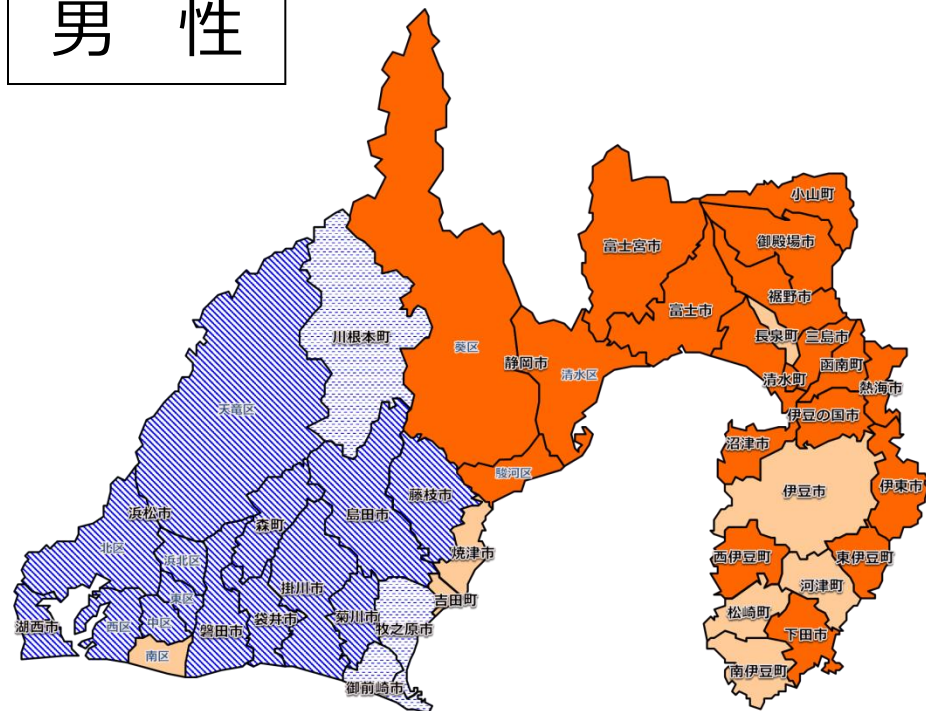 男 性
小山町
御殿場市
富士宮市
裾野市
富士市
長泉町
三島市
川根本町
函南町
葵区
静岡市
清水区
清水町
熱海市
天竜区
伊豆の国市
沼津市
駿河区
伊豆市
伊東市
藤枝市
浜松市
島田市
森町
北区
浜北区
焼津市
西伊豆町
東伊豆町
掛川市
河津町
東区
吉田町
松崎町
湖西市
西区
中区
磐田市
袋井市
菊川市
牧之原市
下田市
南区
南伊豆町
御前崎市